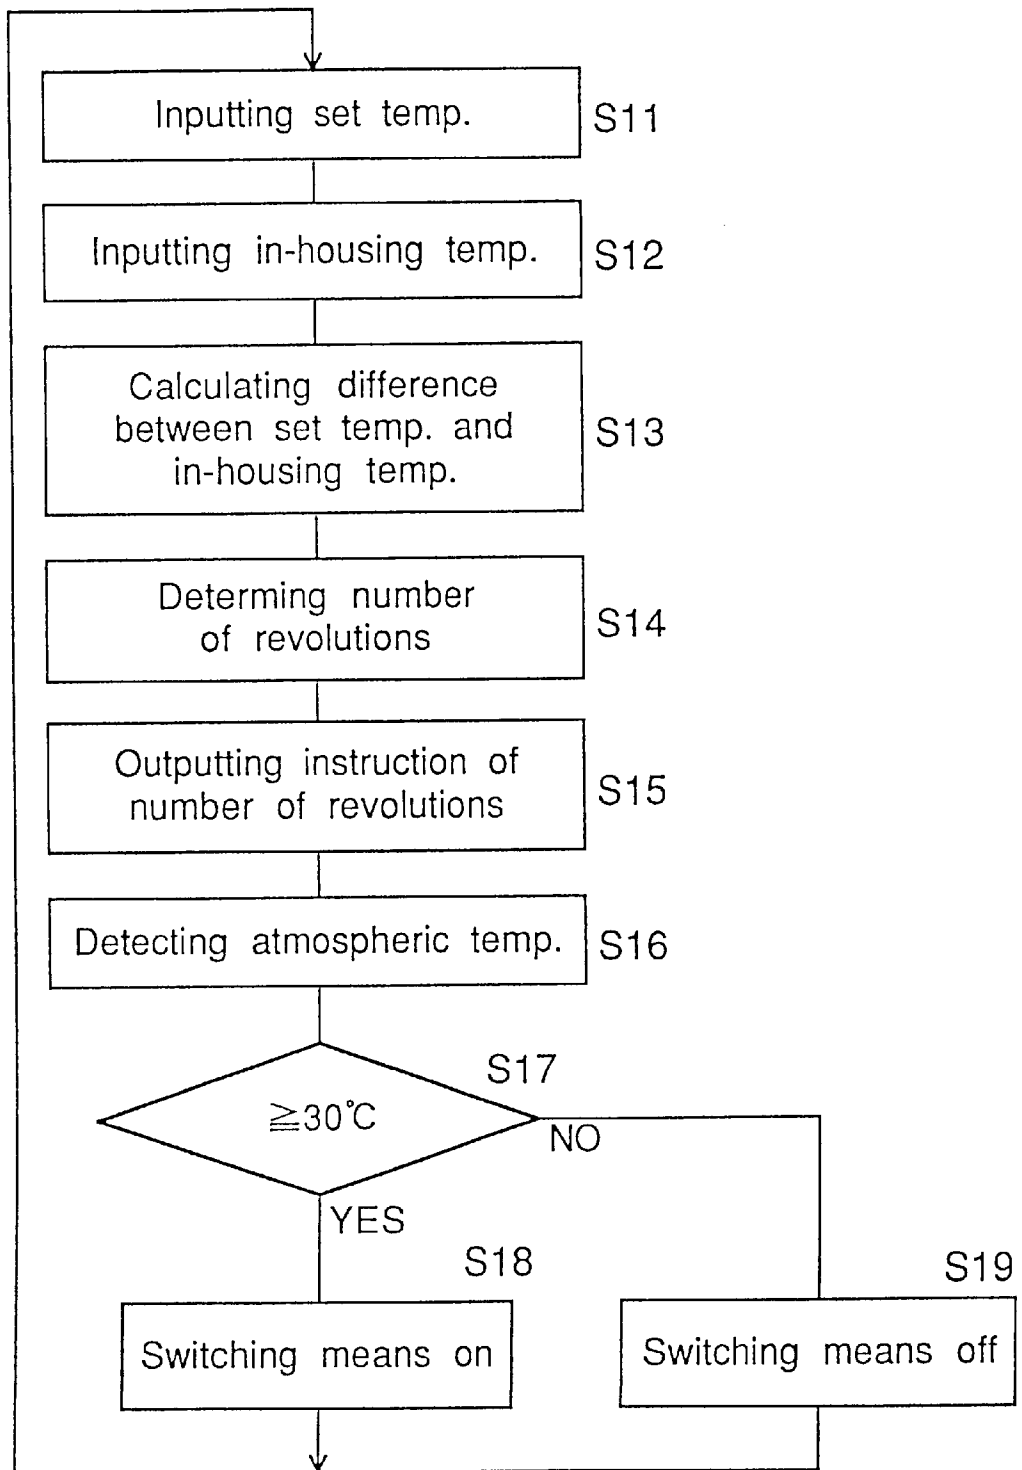 Inputting set temp.
S11
Inputting in-housing temp.
S12
Calculating difference
between set temp. and
in-housing temp.
S13
Determing number
of revolutions
S14
Outputting instruction of
number of revolutions
S15
Detecting atmospheric temp.
S16
S17
≧30℃
NO
YES
S18
S19
Switching means on
Switching means off